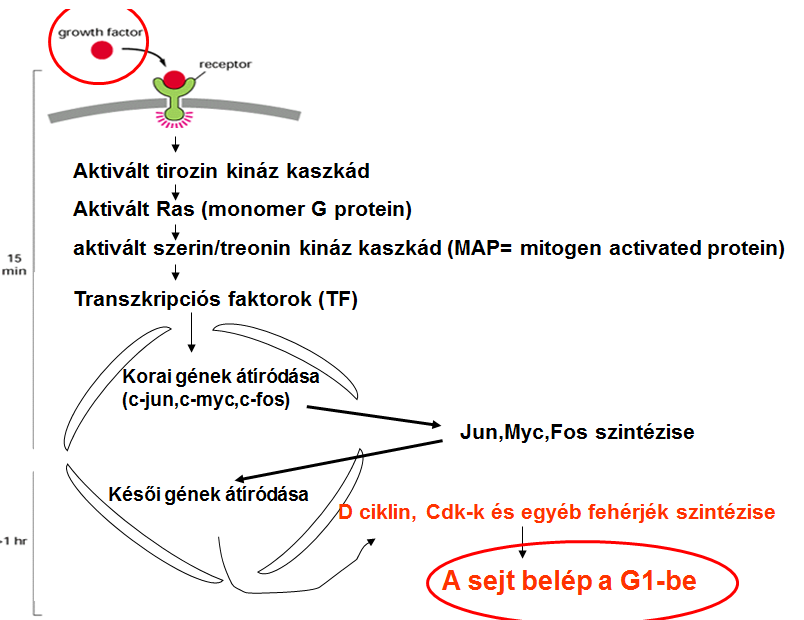 growth factor
receptor
Aktivált tirozin kináz kaszkád
Aktivált Ras (monomer G protein)
aktivált szerin/treonin kináz kaszkád (MAP= mitogen activated protein)
15
min
Transzkripciós faktorok (TF)
Korai gének átíródása
(c-jun,c-myc,c-fos)
Jun,Myc,Fos szintézise
Késői gének átíródása
D ciklin, Cdk-k és egyéb fehérjék szintézise
1 hr
A sejt belép a G1-be